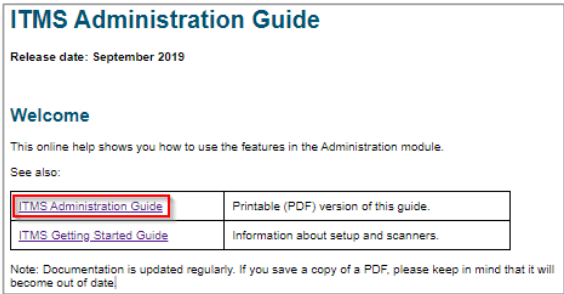 ITMS Administration Guide
Release date: September 2019
Welcome
This online help shows you how to use the features in the Administration module.
See also:
ITMS Administration Guide Printable (PDF) version of this guide.
ITMS Getting Started Guide Information about setup and scanners.
Note: Documentation is updated regularly. If you save a copy of a PDF, please keep in mind that it will
become out of date